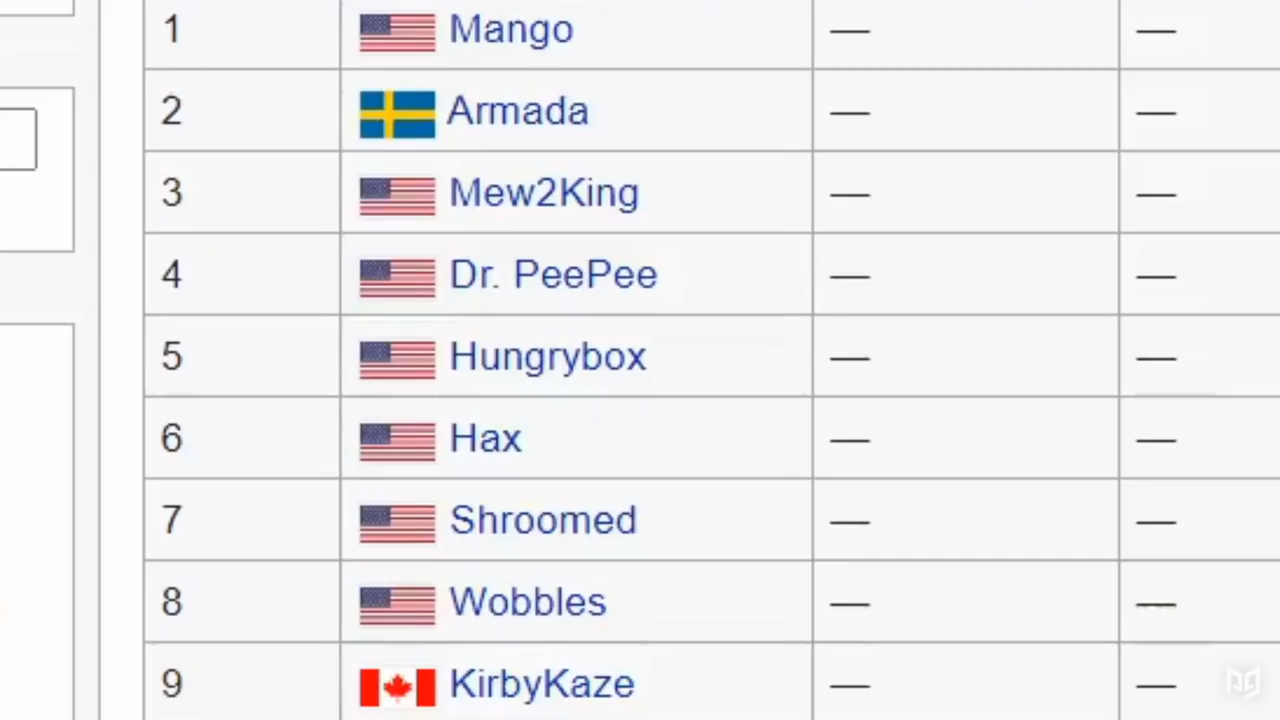 1 Mango — —
2 Armada — —
3 Mew2King — —
4 Dr. PeePee — —
5 Hungrybox — —
6 Hax — —
7 Shroomed — —
8 Wobbles — —
9 KirbyKaze — —